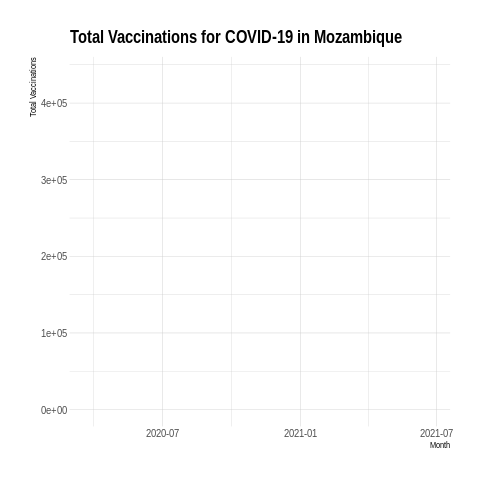 Total Vaccinations for COVID-19 in Mozambique
Total Vaccinations
4e+05
3e+05
2e+05
1e+05
0e+00
2020-07
2021-01
2021-07
Month